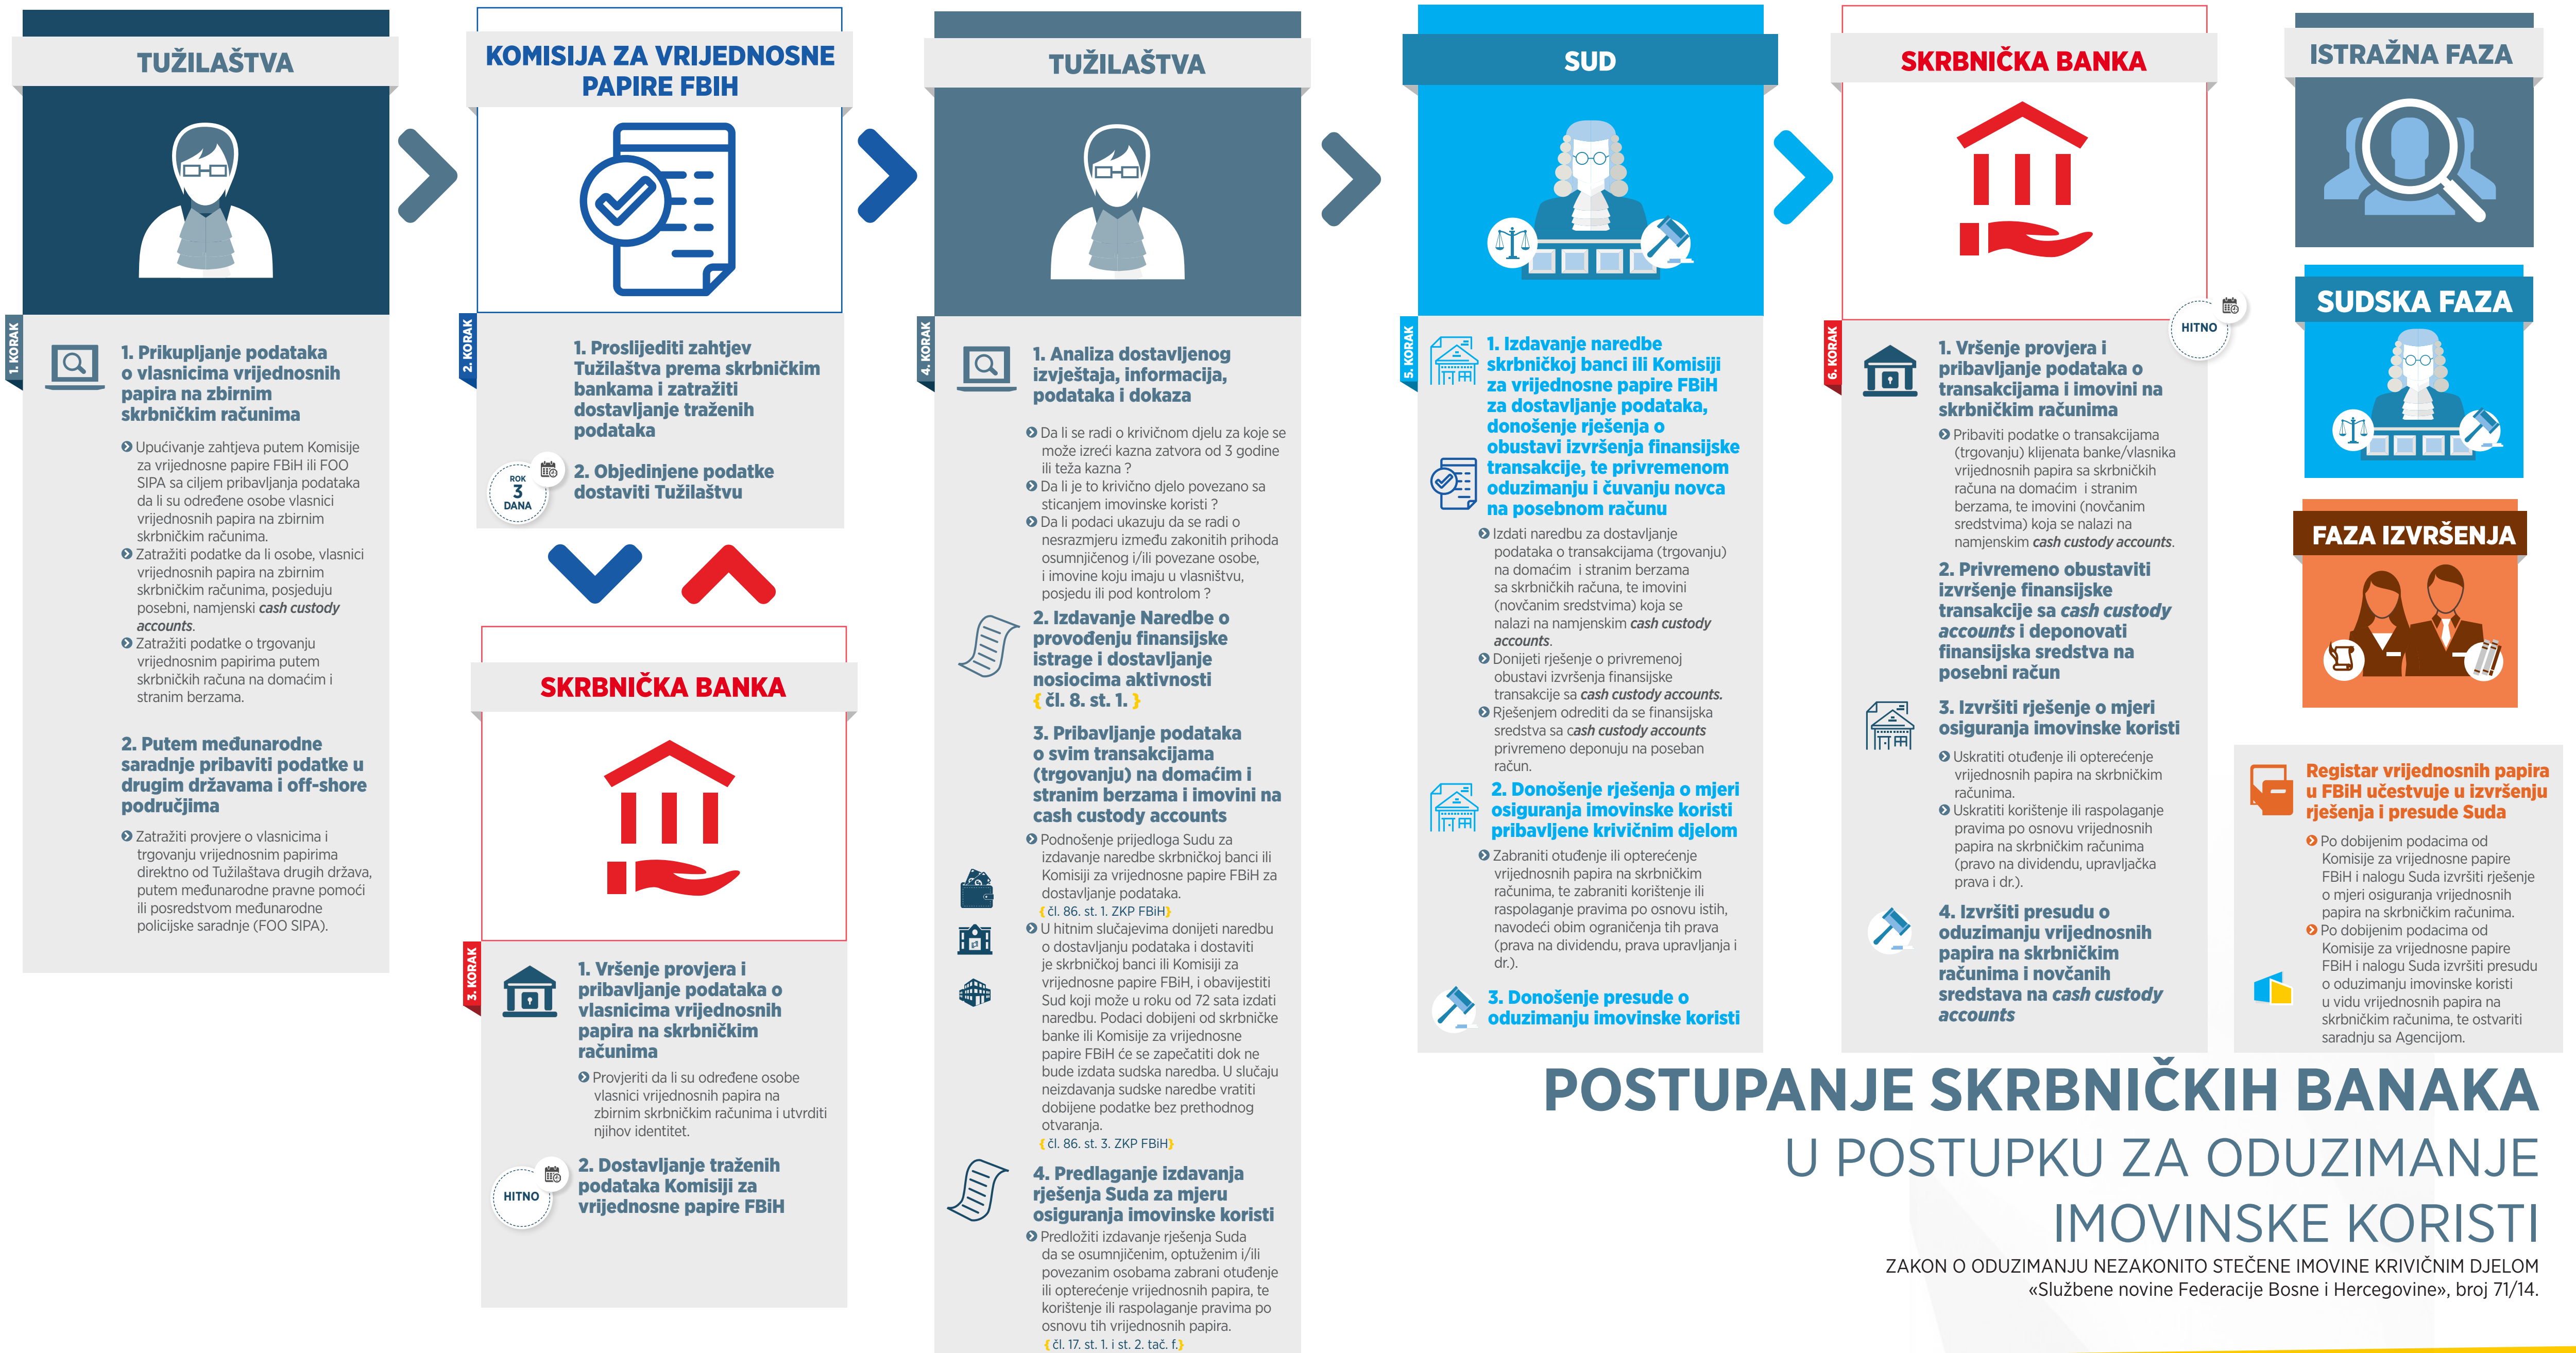 TUŽILAŠTVA
1. KORAK
1. Prikupljanje podataka
o vlasnicima vrijednosnih
papira na zbirnim
skrbničkim računima
Upućivanje zahtjeva putem Komisije
za vrijednosne papire FBiH ili FOO
SIPA sa ciljem pribavljanja podataka
da li su određene osobe vlasnici
vrijednosnih papira na zbirnim
skrbničkim računima.
Zatražiti podatke da li osobe, vlasnici
vrijednosnih papira na zbirnim
skrbničkim računima, posjeduju
posebni, namjenski cash custody
accounts.
Zatražiti podatke o trgovanju
vrijednosnim papirima putem
skrbničkih računa na domaćim i
stranim berzama.
2. Putem međunarodne
saradnje pribaviti podatke u
drugim državama i off-shore
područjima
Zatražiti provjere o vlasnicima i
trgovanju vrijednosnim papirima
direktno od Tužilaštava drugih država,
putem međunarodne pravne pomoći
ili posredstvom međunarodne
policijske saradnje (FOO SIPA).
KOMISIJA ZA VRIJEDNOSNE
PAPIRE FBIH
2. KORAK
1. Proslijediti zahtjev
Tužilaštva prema skrbničkim
bankama i zatražiti
dostavljanje traženih
podataka
2. Objedinjene podatke
dostaviti Tužilaštvu
ROK
3
DANA
SKRBNIČKA BANKA
3. KORAK
1. Vršenje provjera i
pribavljanje podataka o
vlasnicima vrijednosnih
papira na skrbničkim
računima
Provjeriti da li su određene osobe
vlasnici vrijednosnih papira na
zbirnim skrbničkim računima i utvrditi
njihov identitet.
2. Dostavljanje traženih
podataka Komisiji za
vrijednosne papire FBiH
HITNO
TUŽILAŠTVA
4. KORAK
1. Analiza dostavljenog
izvještaja, informacija,
podataka i dokaza
Da li se radi o krivičnom djelu za koje se
može izreći kazna zatvora od 3 godine
ili teža kazna ?
Da li je to krivično djelo povezano sa
sticanjem imovinske koristi ?
Da li podaci ukazuju da se radi o
nesrazmjeru između zakonitih prihoda
osumnjičenog i/ili povezane osobe,
i imovine koju imaju u vlasništvu,
posjedu ili pod kontrolom ?
2. Izdavanje Naredbe o
provođenju finansijske
istrage i dostavljanje
nosiocima aktivnosti
{ čl. 8. st. 1. }
3. Pribavljanje podataka
o svim transakcijama
(trgovanju) na domaćim i
stranim berzama i imovini na
cash custody accounts
Podnošenje prijedloga Sudu za
izdavanje naredbe skrbničkoj banci ili
Komisiji za vrijednosne papire FBiH za
dostavljanje podataka.
{ čl. 86. st. 1. ZKP FBiH}
U hitnim slučajevima donijeti naredbu
o dostavljanju podataka i dostaviti
je skrbničkoj banci ili Komisiji za
vrijednosne papire FBiH, i obavijestiti
Sud koji može u roku od 72 sata izdati
naredbu. Podaci dobijeni od skrbničke
banke ili Komisije za vrijednosne
papire FBiH će se zapečatiti dok ne
bude izdata sudska naredba. U slučaju
neizdavanja sudske naredbe vratiti
dobijene podatke bez prethodnog
otvaranja.
{ čl. 86. st. 3. ZKP FBiH}
4. Predlaganje izdavanja
rješenja Suda za mjeru
osiguranja imovinske koristi
Predložiti izdavanje rješenja Suda
da se osumnjičenim, optuženim i/ili
povezanim osobama zabrani otuđenje
ili opterećenje vrijednosnih papira, te
korištenje ili raspolaganje pravima po
osnovu tih vrijednosnih papira.
{ čl. 17. st. 1. i st. 2. tač. f.}
SUD
5. KORAK
1. Izdavanje naredbe
skrbničkoj banci ili Komisiji
za vrijednosne papire FBiH
za dostavljanje podataka,
donošenje rješenja o
obustavi izvršenja finansijske
transakcije, te privremenom
oduzimanju i čuvanju novca
na posebnom računu
Izdati naredbu za dostavljanje
podataka o transakcijama (trgovanju)
na domaćim i stranim berzama
sa skrbničkih računa, te imovini
(novčanim sredstvima) koja se
nalazi na namjenskim cash custody
accounts.
Donijeti rješenje o privremenoj
obustavi izvršenja finansijske
transakcije sa cash custody accounts.
Rješenjem odrediti da se finansijska
sredstva sa cash custody accounts
privremeno deponuju na poseban
račun.
2. Donošenje rješenja o mjeri
osiguranja imovinske koristi
pribavljene krivičnim djelom
Zabraniti otuđenje ili opterećenje
vrijednosnih papira na skrbničkim
računima, te zabraniti korištenje ili
raspolaganje pravima po osnovu istih,
navodeći obim ograničenja tih prava
(prava na dividendu, prava upravljanja i
dr.).
3. Donošenje presude o
oduzimanju imovinske koristi
SKRBNIČKA BANKA
HITNO
6. KORAK
1. Vršenje provjera i
pribavljanje podataka o
transakcijama i imovini na
skrbničkim računima
Pribaviti podatke o transakcijama
(trgovanju) klijenata banke/vlasnika
vrijednosnih papira sa skrbničkih
računa na domaćim i stranim
berzama, te imovini (novčanim
sredstvima) koja se nalazi na
namjenskim cash custody accounts.
2. Privremeno obustaviti
izvršenje finansijske
transakcije sa cash custody
accounts i deponovati
finansijska sredstva na
posebni račun
3. Izvršiti rješenje o mjeri
osiguranja imovinske koristi
Uskratiti otuđenje ili opterećenje
vrijednosnih papira na skrbničkim
računima.
Uskratiti korištenje ili raspolaganje
pravima po osnovu vrijednosnih
papira na skrbničkim računima
(pravo na dividendu, upravljačka
prava i dr.).
4. Izvršiti presudu o
oduzimanju vrijednosnih
papira na skrbničkim
računima i novčanih
sredstava na cash custody
accounts
ISTRAŽNA FAZA
SUDSKA FAZA
FAZA IZVRŠENJA
Registar vrijednosnih papira
u FBiH učestvuje u izvršenju
rješenja i presude Suda
Po dobijenim podacima od
Komisije za vrijednosne papire
FBiH i nalogu Suda izvršiti rješenje
o mjeri osiguranja vrijednosnih
papira na skrbničkim računima.
Po dobijenim podacima od
Komisije za vrijednosne papire
FBiH i nalogu Suda izvršiti presudu
o oduzimanju imovinske koristi
u vidu vrijednosnih papira na
skrbničkim računima, te ostvariti
saradnju sa Agencijom.
POSTUPANJE SKRBNIČKIH BANAKA
U POSTUPKU ZA ODUZIMANJE
IMOVINSKE KORISTI
ZAKON O ODUZIMANJU NEZAKONITO STEČENE IMOVINE KRIVIČNIM DJELOM
«Službene novine Federacije Bosne i Hercegovine», broj 71/14.